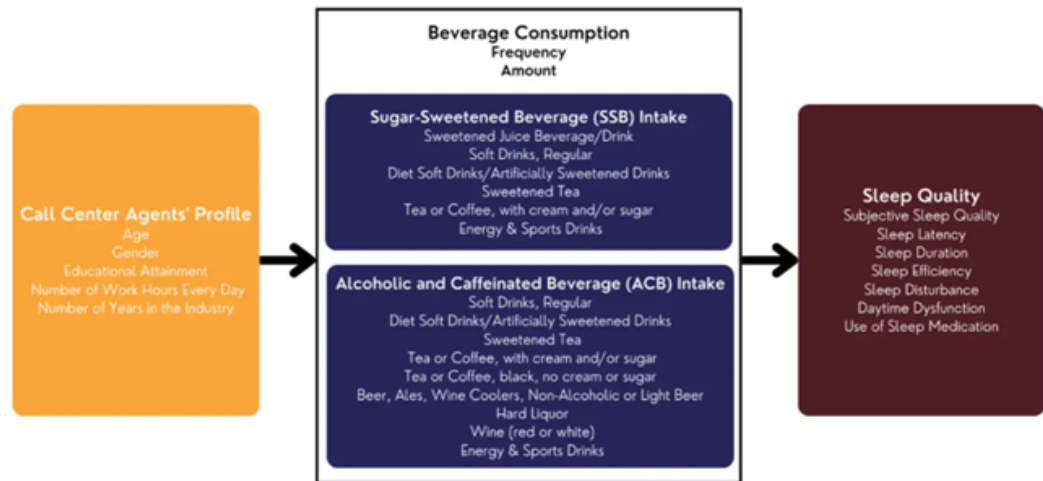 Call Center Agents' Profile
Age
Gender
Educational Attainment
Number of Work Hours Every Day
Number of Years in the Industry
Beverage Consumption
Frequency
Amount
Sugar-Sweetened Beverage (SSB) Intake
Sweetened Juice Beverage/Drink
Soft Drinks, Regular
Diet Soft Drinks/Artificially Sweetened Drinks
Sweetened Tea
Tea or Coffee, with cream and/or sugar
Energy & Sports Drinks
Alcoholic and Caffeinated Beverage (ACB) Intake
Soft Drinks, Regular
Diet Soft Drinks/Artificially Sweetened Drinks
Sweetened Tea
Tea or Coffee, with cream and/or sugar
Tea or Coffee, black, no cream or sugar
Beer, Ales, Wine Coolers, Non-Alcoholic or Light Beer
Hard Liquor
Wine (red or white)
Energy & Sports Drinks
Sleep Quality
Subjective Sleep Quality
Sleep Latency
Sleep Duration
Sleep Efficiency
Sleep Disturbance
Daytime Dysfunction
Use of Sleep Medication